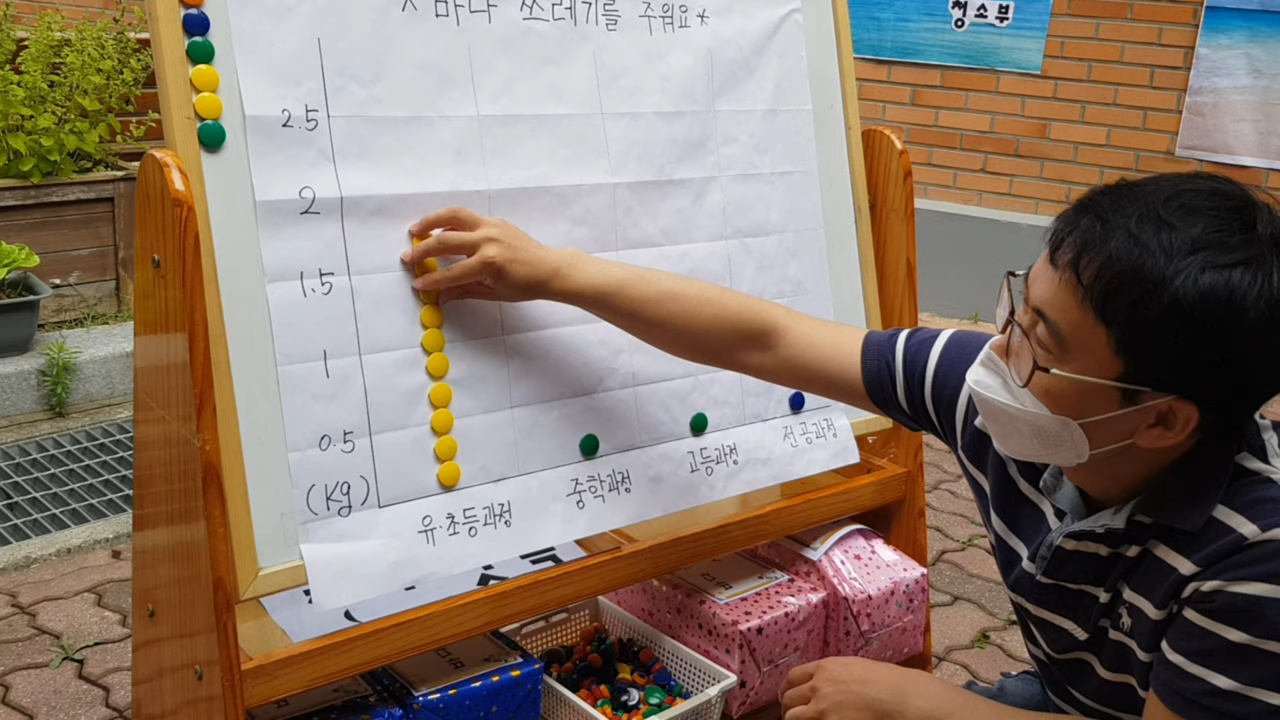 *바다 쓰레기를 주워요*
청소부
2.5
2
1.5
1
0.5
(kg)
유·초등과정
중학과정
고등과정
전공과정